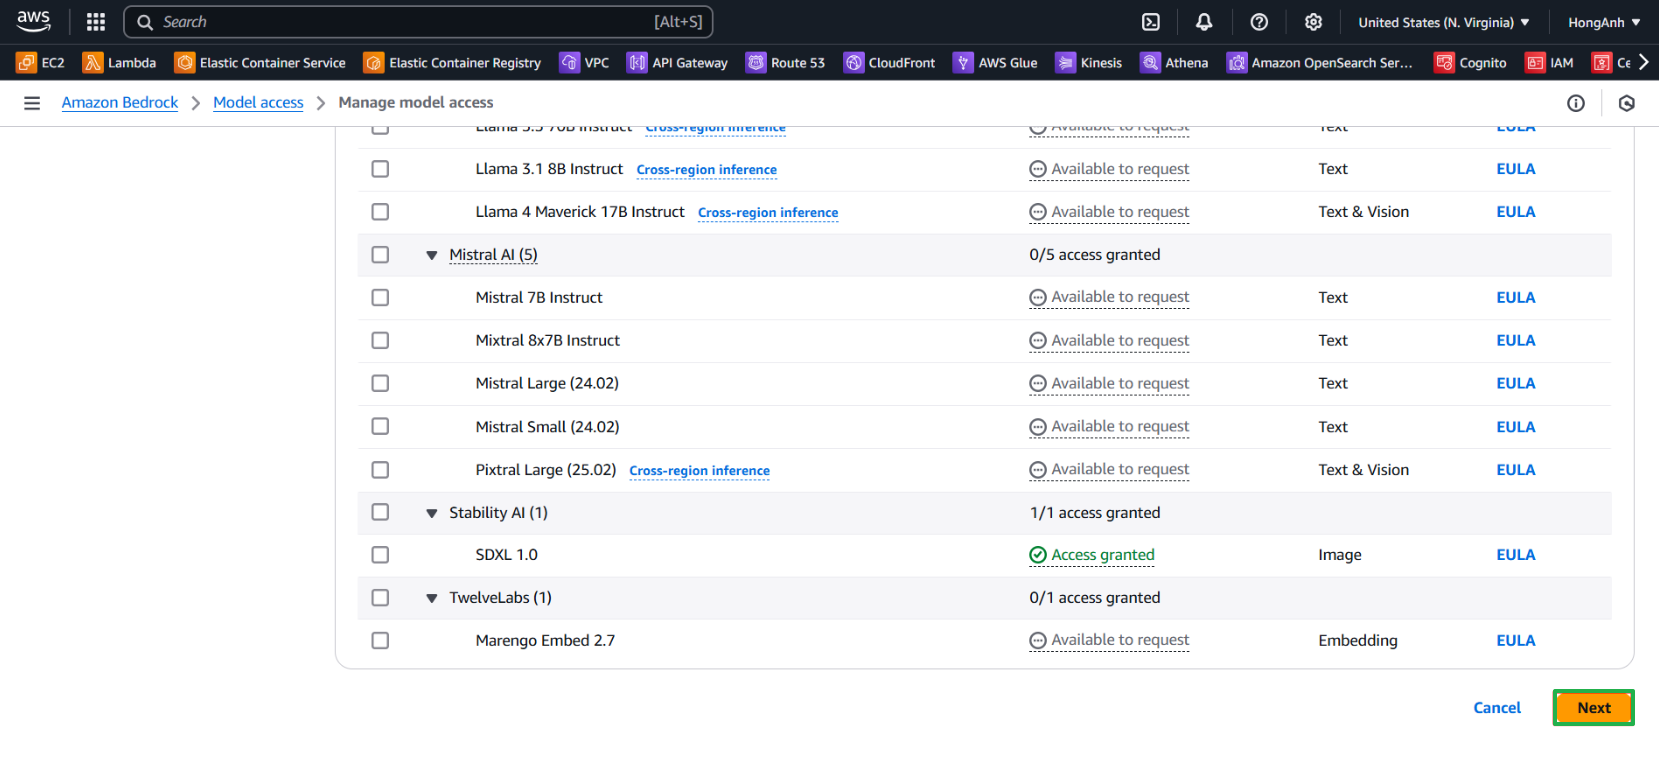 aws Search [Alt+S] United States (N. Virginia) ▼ HongAnh ▼
EC2 Lambda Elastic Container Service Elastic Container Registry VPC API Gateway Route 53 CloudFront AWS Glue Kinesis Athena Amazon OpenSearch Ser... Cognito IAM Ce
Amazon Bedrock > Model access > Manage model access
Llama 3.3 70B Instruct Cross-region inference Available to request Text EULA
Llama 3.1 8B Instruct Cross-region inference Available to request Text EULA
Llama 4 Maverick 17B Instruct Cross-region inference Available to request Text & Vision EULA
Mistral AI (5) 0/5 access granted
Mistral 7B Instruct Available to request Text EULA
Mixtral 8x7B Instruct Available to request Text EULA
Mistral Large (24.02) Available to request Text EULA
Mistral Small (24.02) Available to request Text EULA
Pixtral Large (25.02) Cross-region inference Available to request Text & Vision EULA
Stability AI (1) 1/1 access granted
SDXL 1.0 Access granted Image EULA
TwelveLabs (1) 0/1 access granted
Marengo Embed 2.7 Available to request Embedding EULA
Cancel Next